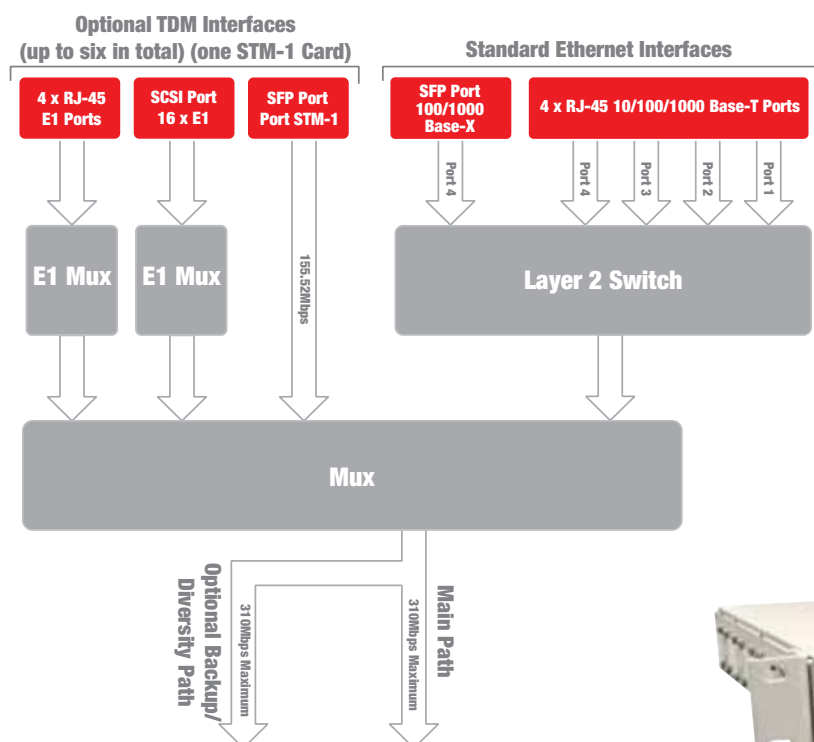 Optional TDM Interfaces
(up to six in total) (one STM-1 Card)
Standard Ethernet Interfaces
4 x RJ-45
E1 Ports
SCSI Port
16 x E1
SFP Port
Port STM-1
SFP Port
100/1000
Base-X
4 x RJ-45 10/100/1000 Base-T Ports
Port 4
Port 4
Port 3
Port 2
Port 1
E1 Mux
E1 Mux
155.52Mbps
Layer 2 Switch
Mux
Optional Backup/
Diversity Path
310Mbps Maximum
310Mbps Maximum
Main Path